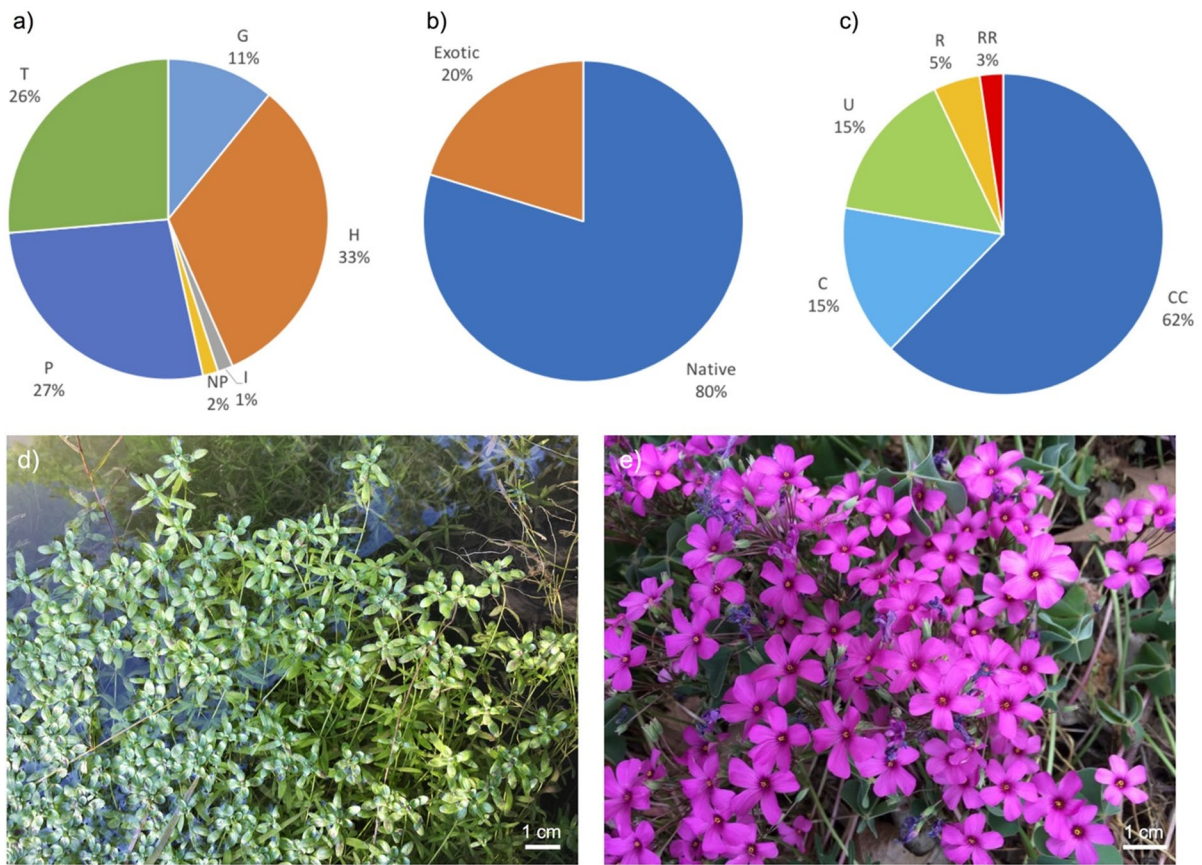 a)
G
11%
T
26%
H
33%
P
27%
NP
2%
I
1%
b)
Exotic
20%
Native
80%
c)
R
5%
RR
3%
U
15%
C
15%
CC
62%
d)
1 cm
e)
1 cm